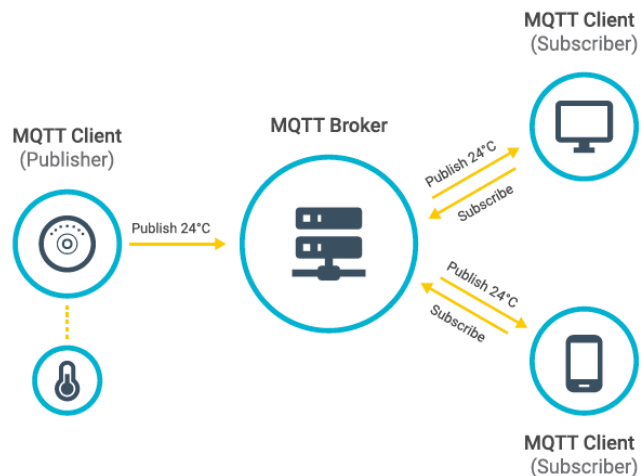 MQTT Client
(Subscriber)
MQTT Client
(Publisher)
MQTT Broker
Publish 24°C
Publish 24°C
Subscribe
Publish 24°C
Subscribe
MQTT Client
(Subscriber)